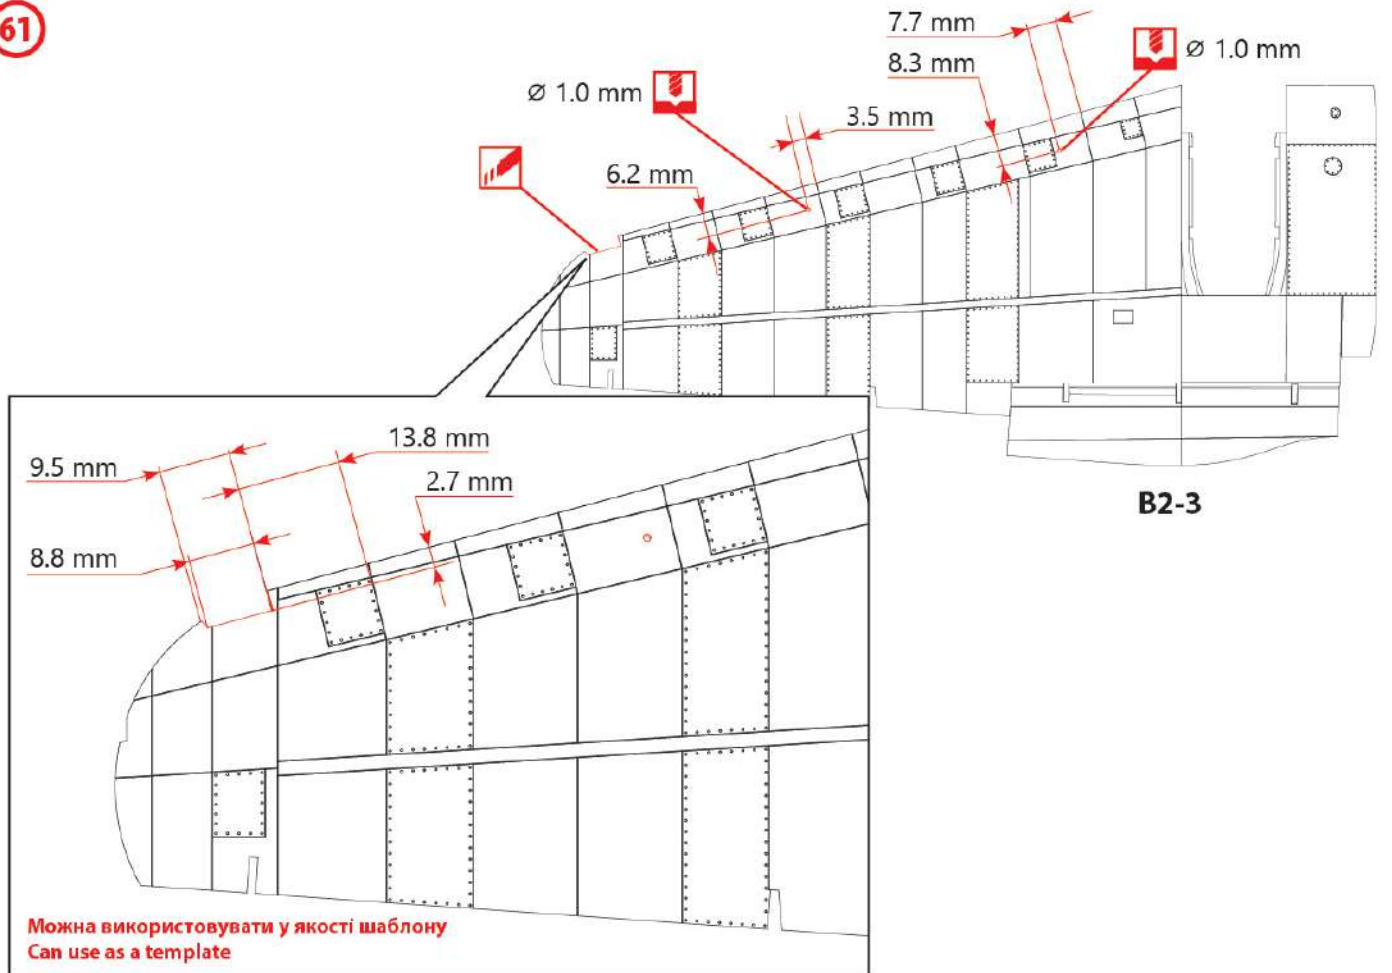 61
7.7 mm
8.3 mm
Ø 1.0 mm
Ø 1.0 mm
3.5 mm
6.2 mm
13.8 mm
9.5 mm
2.7 mm
8.8 mm
B2-3
Можна використовувати у якості шаблону
Can use as a template